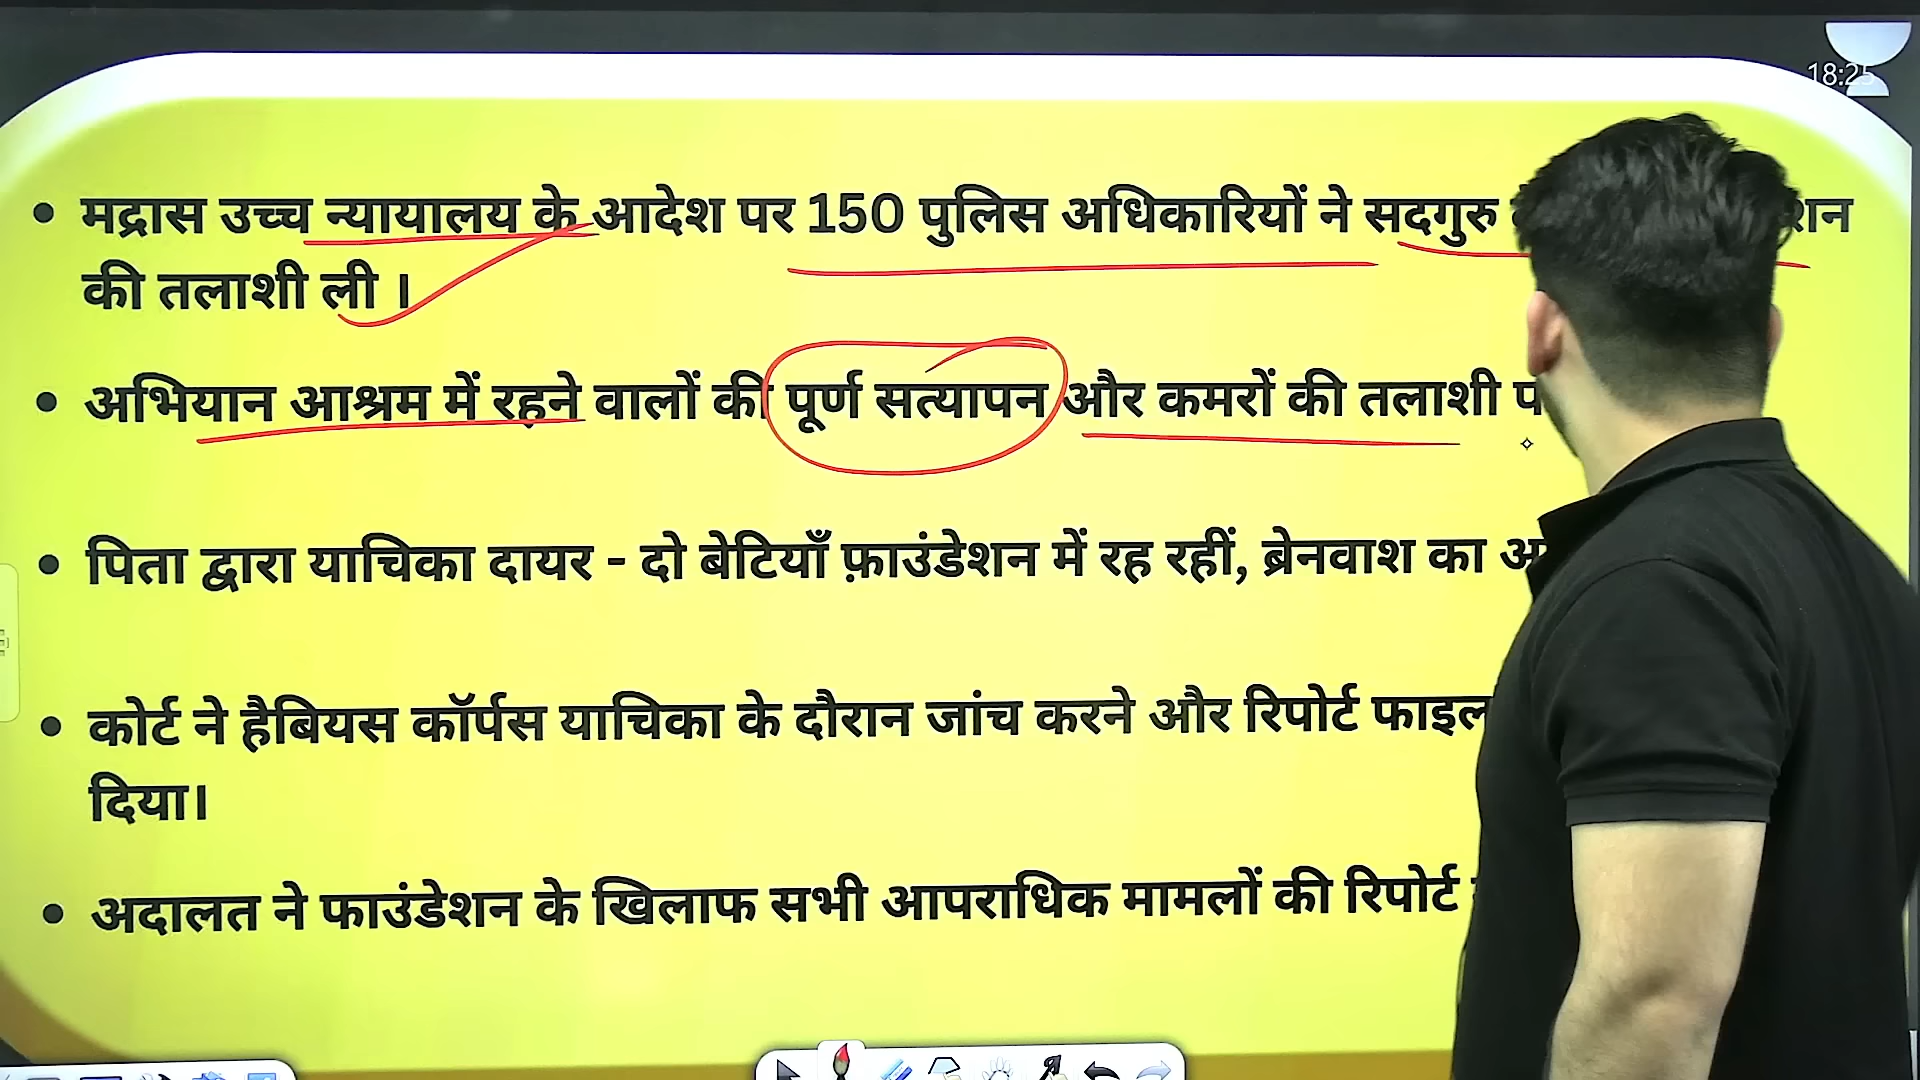 18:25
• मद्रास उच्च न्यायालय के आदेश पर 150 पुलिस अधिकारियों ने सदगुरु
की तलाशी ली ।
• अभियान आश्रम में रहने वालों की पूर्ण सत्यापन और कमरों की तलाशी
• पिता द्वारा याचिका दायर - दो बेटियाँ फ़ाउंडेशन में रह रहीं, ब्रेनवाश का
• कोर्ट ने हैबियस कॉर्पस याचिका के दौरान जांच करने और रिपोर्ट फाइल
दिया।
• अदालत ने फाउंडेशन के खिलाफ सभी आपराधिक मामलों की रिपोर्ट